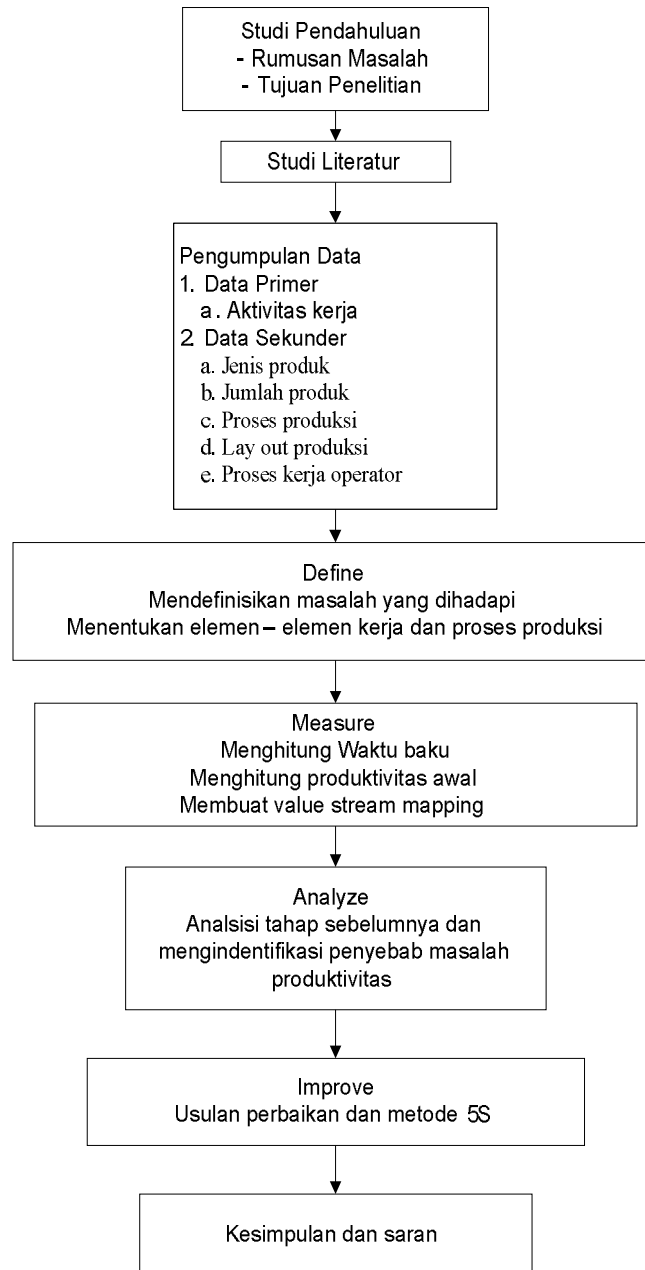 Studi Pendahuluan
- Rumusan Masalah
- Tujuan Penelitian
Studi Literatur
Pengumpulan Data
1. Data Primer
a. Aktivitas kerja
2. Data Sekunder
a. Jenis produk
b. Jumlah produk
c. Proses produksi
d. Lay out produksi
e. Proses kerja operator
Define
Mendefinisikan masalah yang dihadapi
Menentukan elemen – elemen kerja dan proses produksi
Measure
Menghitung Waktu baku
Menghitung produktivitas awal
Membuat value stream mapping
Analyze
Analsisi tahap sebelumnya dan
mengindentifikasi penyebab masalah
produktivitas
Improve
Usulan perbaikan dan metode 5S
Kesimpulan dan saran